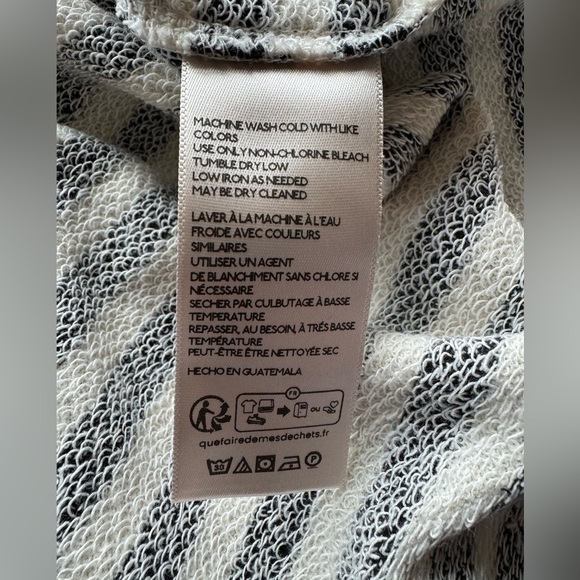 MACHINE WASH COLD WITH LIKE
COLORS
USE ONLY NON-CHLORINE BLEACH
TUMBLE DRY LOW
LOW IRON AS NEEDED
MAY BE DRY CLEANED
LAVER À LA MACHINE À L'EAU
FROIDE AVEC COULEURS
SIMILAIRES
UTILISER UN AGENT
DE BLANCHIMENT SANS CHLORE SI
NÉCESSAIRE
SECHER PAR CULBUTAGE À BASSE
TEMPERATURE
REPASSER, AU BESOIN, À TRÉS BASSE
TEMPÉRATURE
PEUT-ÊTRE ÊTRE NETTOYÉE SEC
HECHO EN GUATEMALA
FR
OU
quefairedemesdechets.fr
30 P